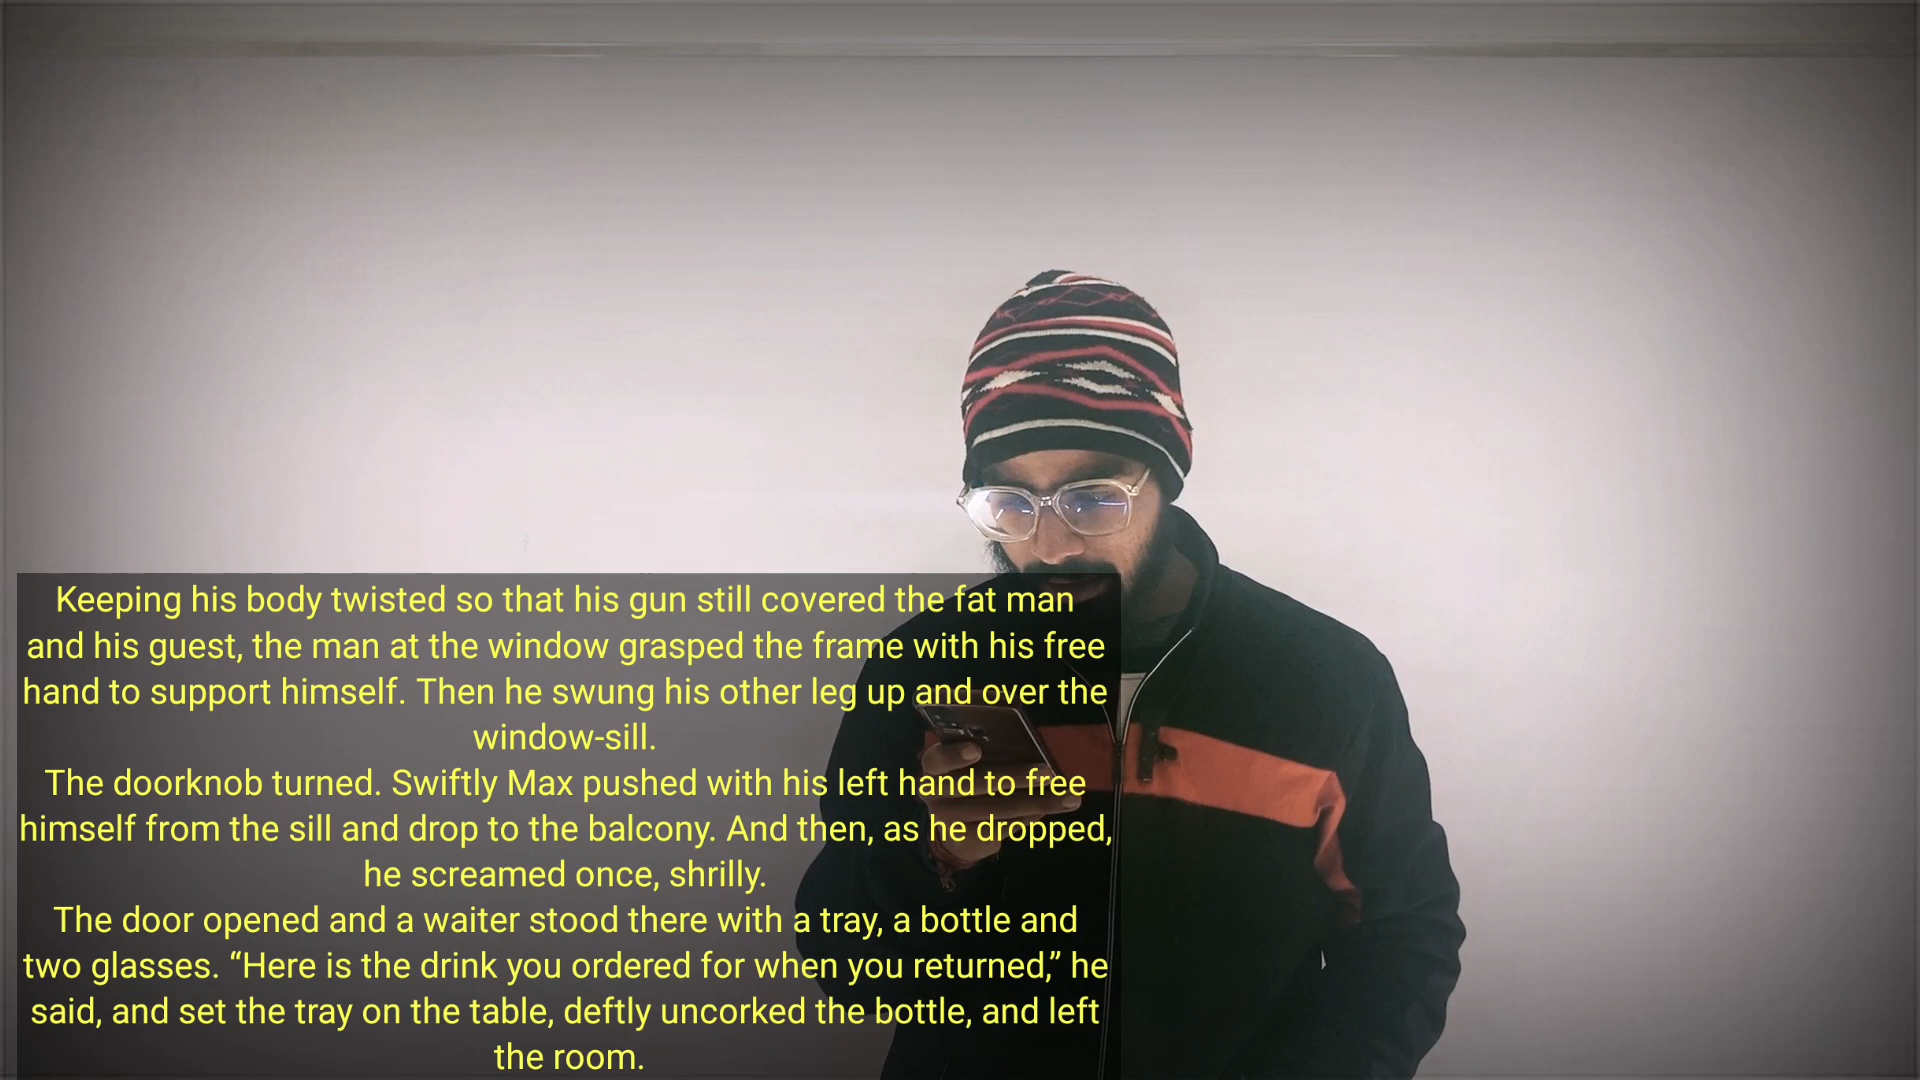 Keeping his body twisted so that his gun still covered the fat man
and his guest, the man at the window grasped the frame with his free
hand to support himself. Then he swung his other leg up and over the
window-sill.
The doorknob turned. Swiftly Max pushed with his left hand to free
himself from the sill and drop to the balcony. And then, as he dropped,
he screamed once, shrilly.
The door opened and a waiter stood there with a tray, a bottle and
two glasses. “Here is the drink you ordered for when you returned,” he
said, and set the tray on the table, deftly uncorked the bottle, and left
the room.